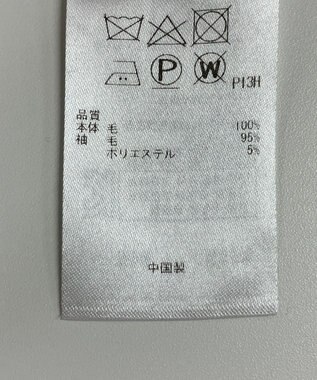 P W P13H
品質
本体 毛 100%
袖 毛 95%
ポリエステル 5%
中国製